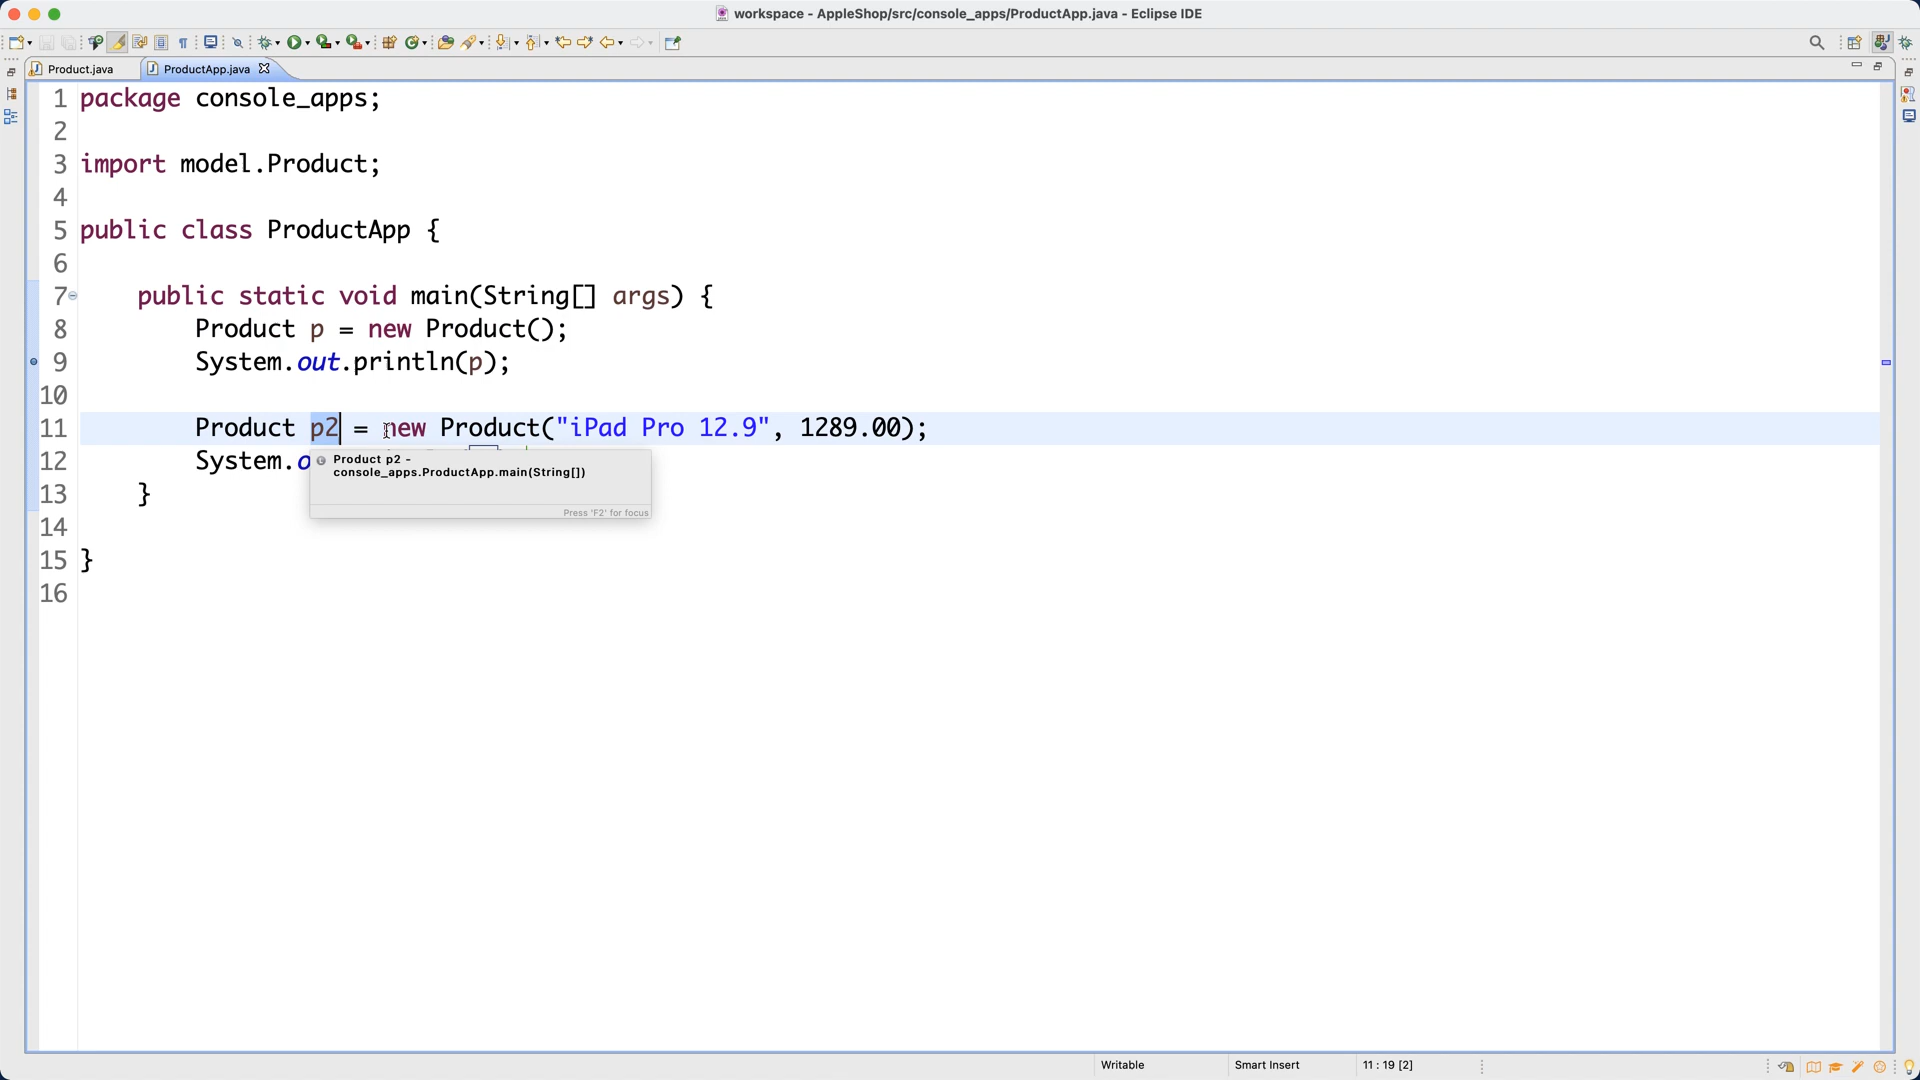 workspace - AppleShop/src/console_apps/ProductApp.java - Eclipse IDE
Product.java
ProductApp.java
1 package console_apps;
2
3 import model.Product;
4
5 public class ProductApp {
6
7 public static void main(String[] args) {
8 Product p = new Product();
9 System.out.println(p);
10
11 Product p2 = new Product("iPad Pro 12.9", 1289.00);
12 System.o
Product p2 -
console_apps.ProductApp.main(String[])
Press 'F2' for focus
13 }
14
15 }
16
Writable
Smart Insert
11 : 19 [2]